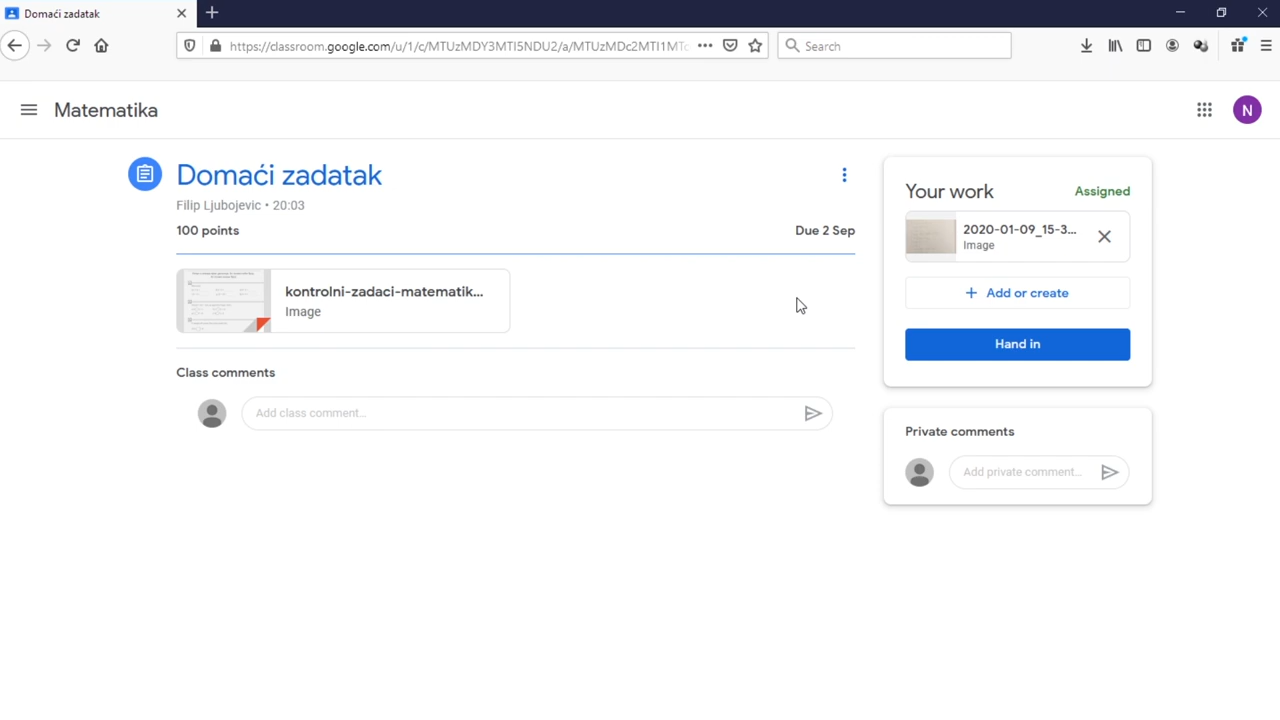 Domaći zadatak
https://classroom.google.com/u/1/c/MTUzMDY3MTI5NDU2/a/MTUzMDc2MTI1MTc
Search
Matematika
N
Domaći zadatak
Filip Ljubojevic • 20:03
100 points
Due 2 Sep
kontrolni-zadaci-matematik...
Image
Class comments
Add class comment...
Your work
Assigned
2020-01-09_15-3...
Image
+ Add or create
Hand in
Private comments
Add private comment...